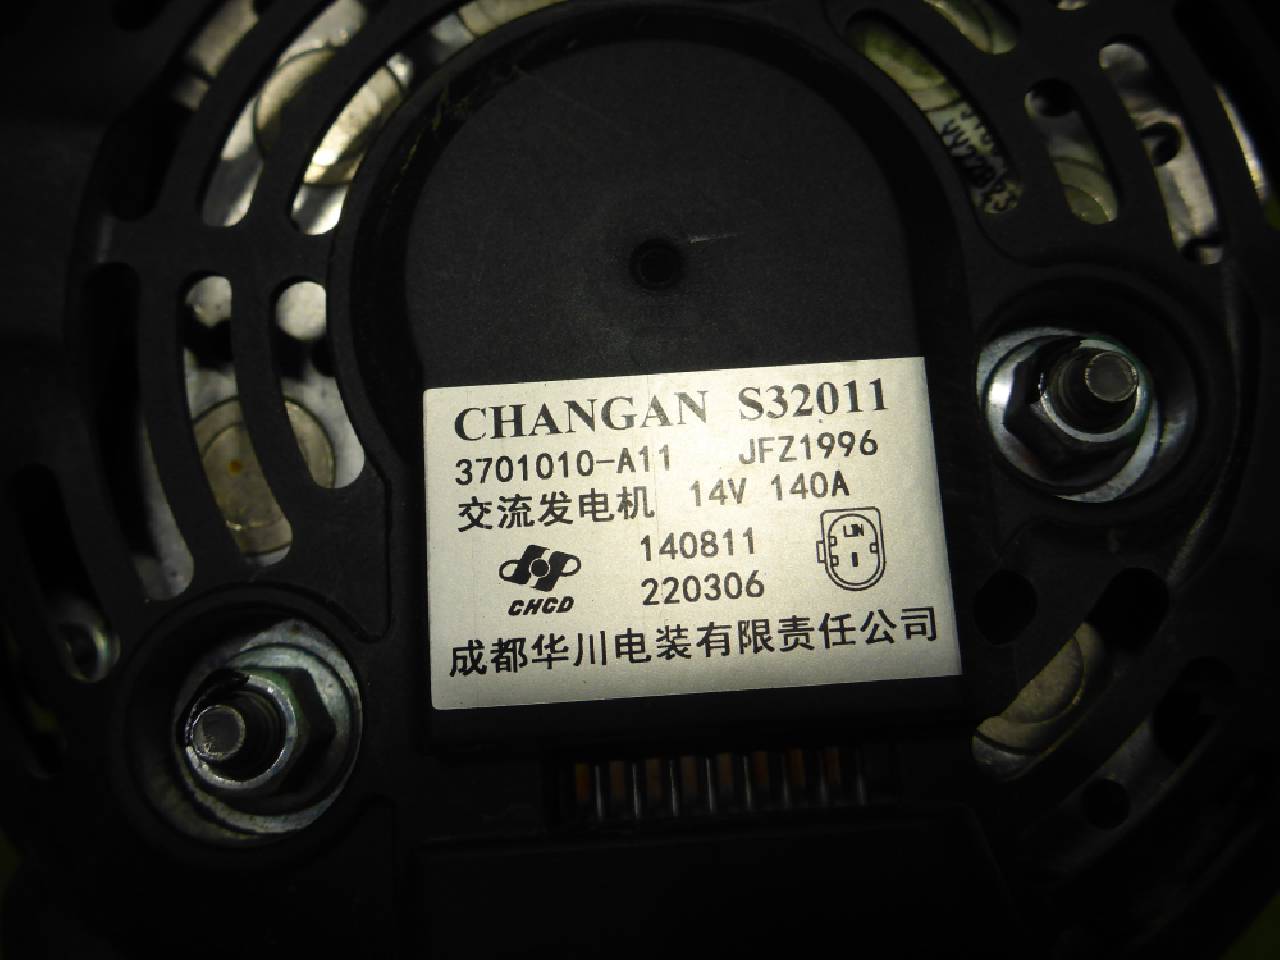 CHANGAN S32011
3701010-A11 JFZ1996
交流发电机 14V 140A
140811
LIN
220306
CHCD
成都华川电装有限责任公司